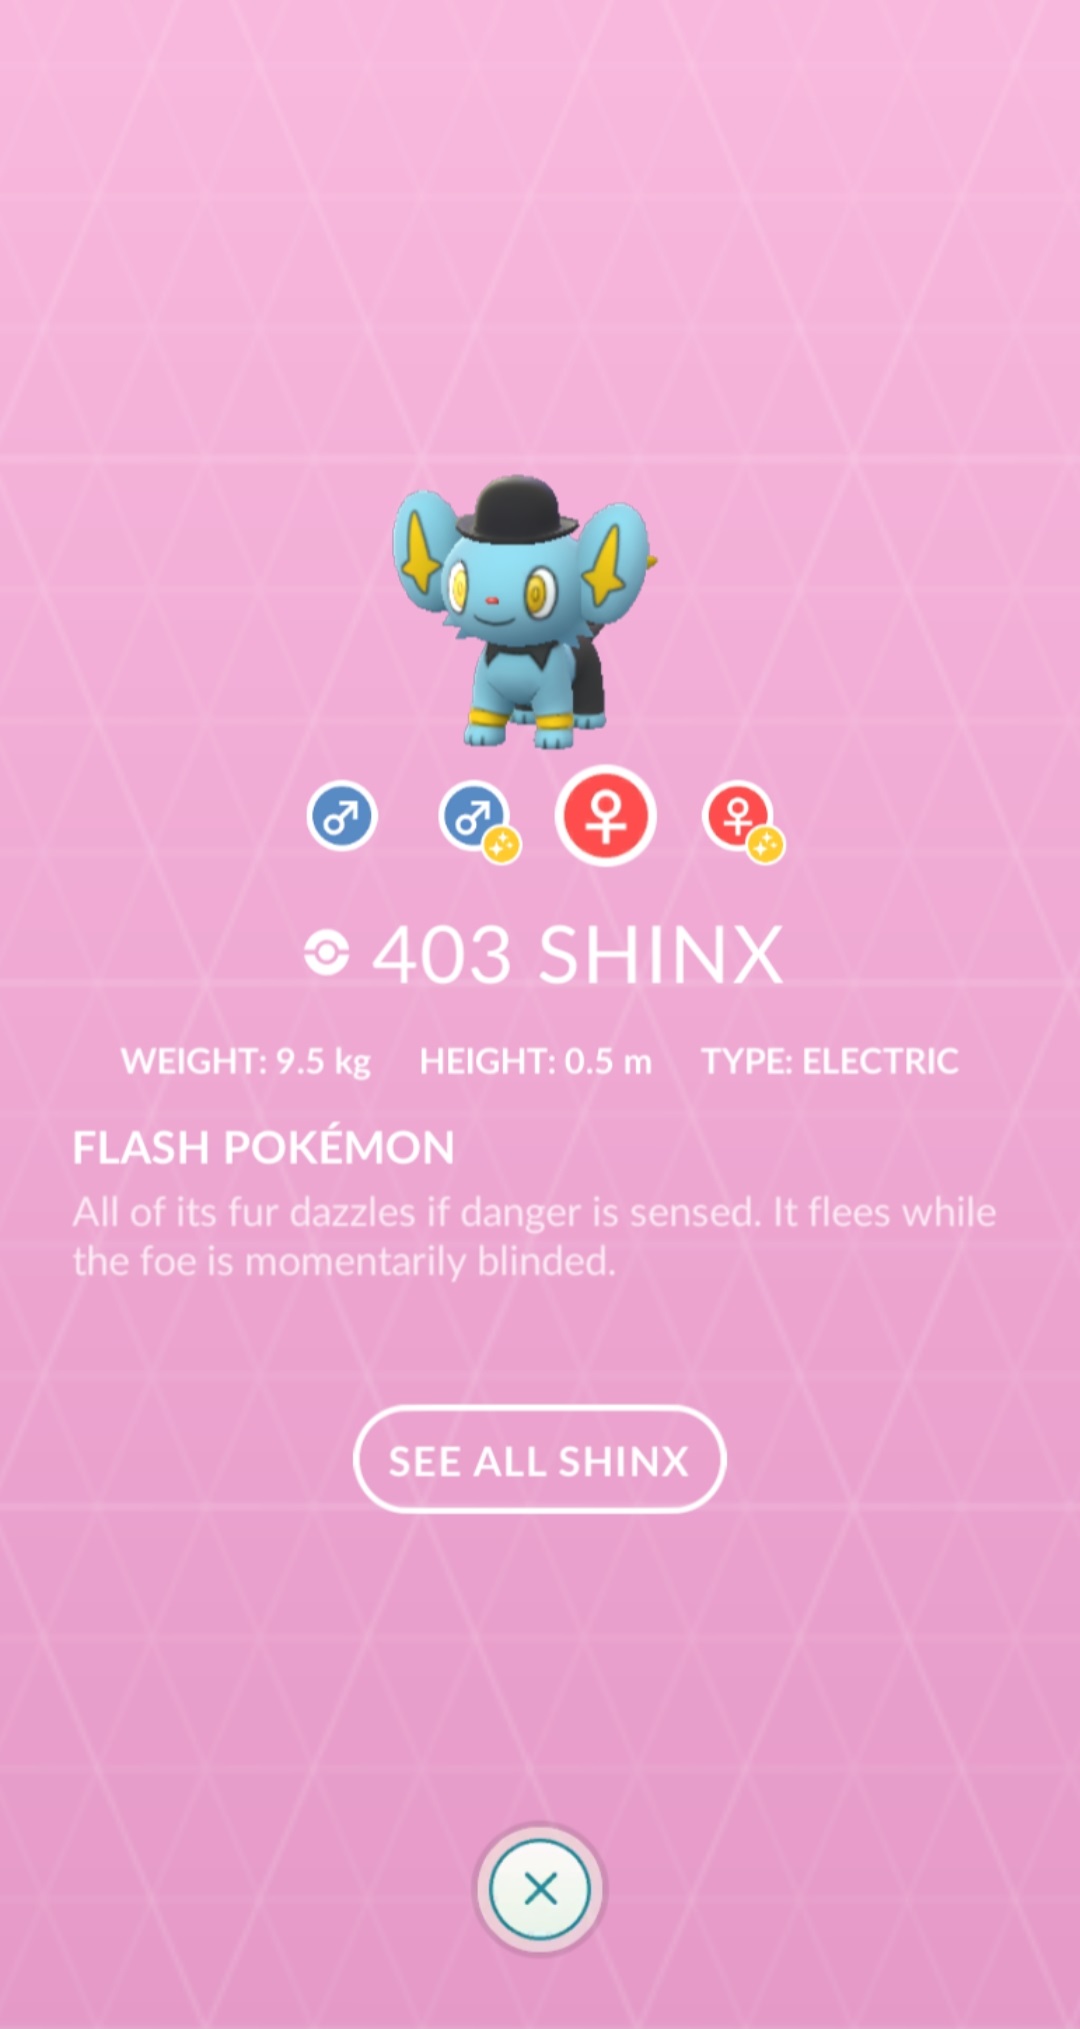 403 SHINX
WEIGHT: 9.5 kg HEIGHT: 0.5 m TYPE: ELECTRIC
FLASH POKÉMON
All of its fur dazzles if danger is sensed. It flees while
the foe is momentarily blinded.
SEE ALL SHINX